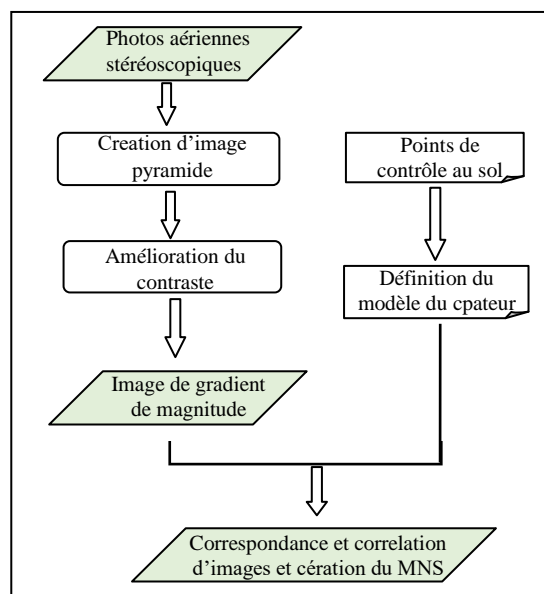 Photos aériennes
stéréoscopiques
Creation d'image
pyramide
Points de
contrôle au sol
Amélioration du
contraste
Définition du
modèle du cpateur
Image de gradient
de magnitude
Correspondance et correlation
d'images et cération du MNS